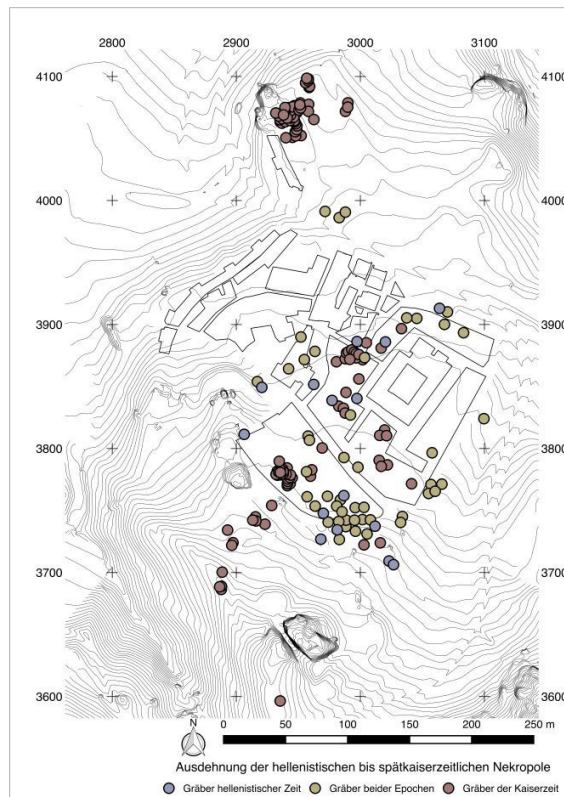 2800 2900 3000 3100
4100 4100
4000 4000
3900 3900
3800 3800
3700 3700
3600 3600
N
0 50 100 150 200 250 m
Ausdehnung der hellenistischen bis spätkaiserzeitlichen Nekropole
Gräber hellenistischer Zeit Gräber beider Epochen Gräber der Kaiserzeit